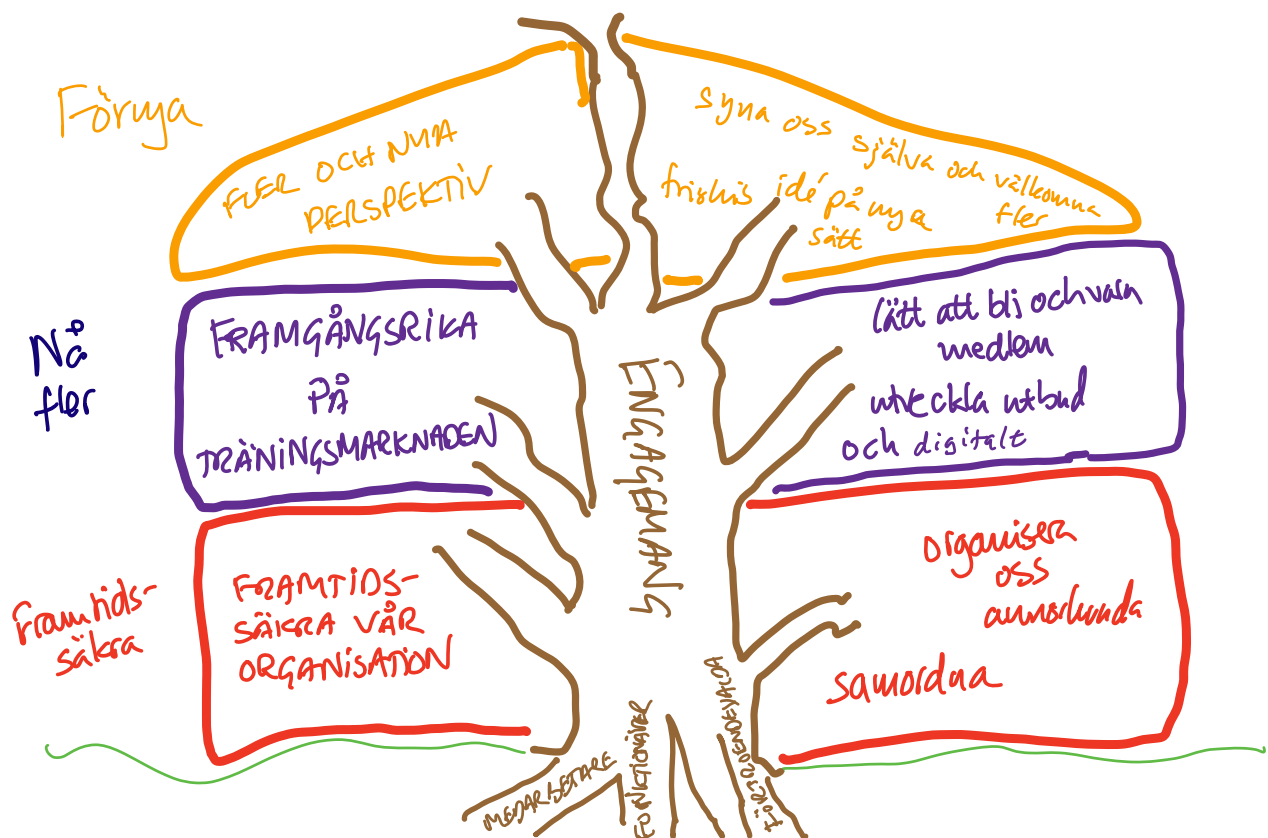 Förnya
FLER OCH NYA
PERSPEKTIV
syna oss själva och välkomna
fler
friskis idé på nya
sätt
Nå
fler
FRAMGÅNGSRIKA
PÅ
TRÄNINGSMARKNADEN
lätt att bli och vara
medlem
utveckla utbud
och digitalt
ENGAGEMANG
Framtids-
säkra
FRAMTIDS-
SÄKRA VÅR
ORGANISATION
organisera
oss
annorlunda
samordna
MEDARBETARE
FUNKTIONÄRER
FÖRTROENDEVALDA